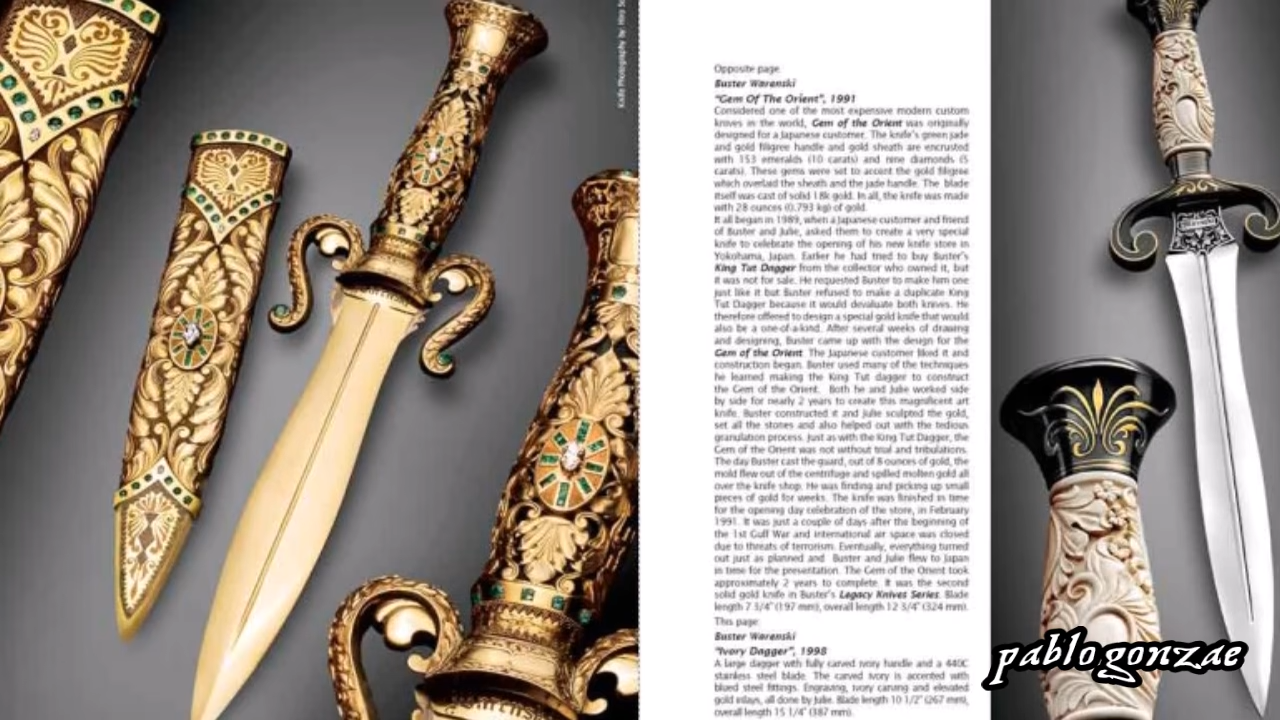 Knife Photography by: Hiro So
Opposite page:
Buster Warenski
"Gem Of The Orient", 1991
Considered one of the most expensive modern custom
knives in the world, Gem of the Orient was originally
designed for a Japanese customer. The knife's green jade
and gold filigree handle and gold sheath are encrusted
with 153 emeralds (10 carats) and nine diamonds (5
carats). These gems were set to accent the gold filigree
which overlaid the sheath and the jade handle. The blade
itself was cast of solid 18k gold. In all, the knife was made
with 28 ounces (0.793 kg) of gold.
It all began in 1989, when a Japanese customer and friend
of Buster and Julie, asked them to create a very special
knife to celebrate the opening of his new knife store in
Yokohama, Japan. Earlier he had tried to buy Buster's
King Tut Dagger from the collector who owned it, but
it was not for sale. He requested Buster to make him one
just like it but Buster refused to make a duplicate King
Tut Dagger because it would devaluate both knives. He
therefore offered to design a special gold knife that would
also be a one-of-a-kind. After several weeks of drawing
and designing, Buster came up with the design for the
Gem of the Orient. The Japanese customer liked it and
construction began. Buster used many of the techniques
he learned making the King Tut dagger to construct
the Gem of the Orient. Both he and Julie worked side
by side for nearly 2 years to create this magnificent art
knife. Buster constructed it and Julie sculpted the gold,
set all the stones and also helped out with the tedious
granulation process. Just as with the King Tut Dagger, the
Gem of the Orient was not without trial and tribulations.
The day Buster cast the guard, out of 8 ounces of gold, the
mold flew out of the centrifuge and spilled molten gold all
over the knife shop. He was finding and picking up small
pieces of gold for weeks. The knife was finished in time
for the opening day celebration of the store, in February
1991. It was just a couple of days after the beginning of
the 1st Gulf War and international air space was closed
due to threats of terrorism. Eventually, everything turned
out just as planned and Buster and Julie flew to Japan
in time for the presentation. The Gem of the Orient took
approximately 2 years to complete. It was the second
solid gold knife in Buster's Legacy Knives Series. Blade
length 7 3/4" (197 mm), overall length 12 3/4" (324 mm).
This page:
Buster Warenski
"Ivory Dagger", 1998
A large dagger with fully carved ivory handle and a 440C
stainless steel blade. The carved ivory is accented with
blued steel fittings. Engraving, ivory carving and elevated
gold inlays, all done by Julie. Blade length 10 1/2" (267 mm),
overall length 15 1/4" (387 mm).
pablogonzae